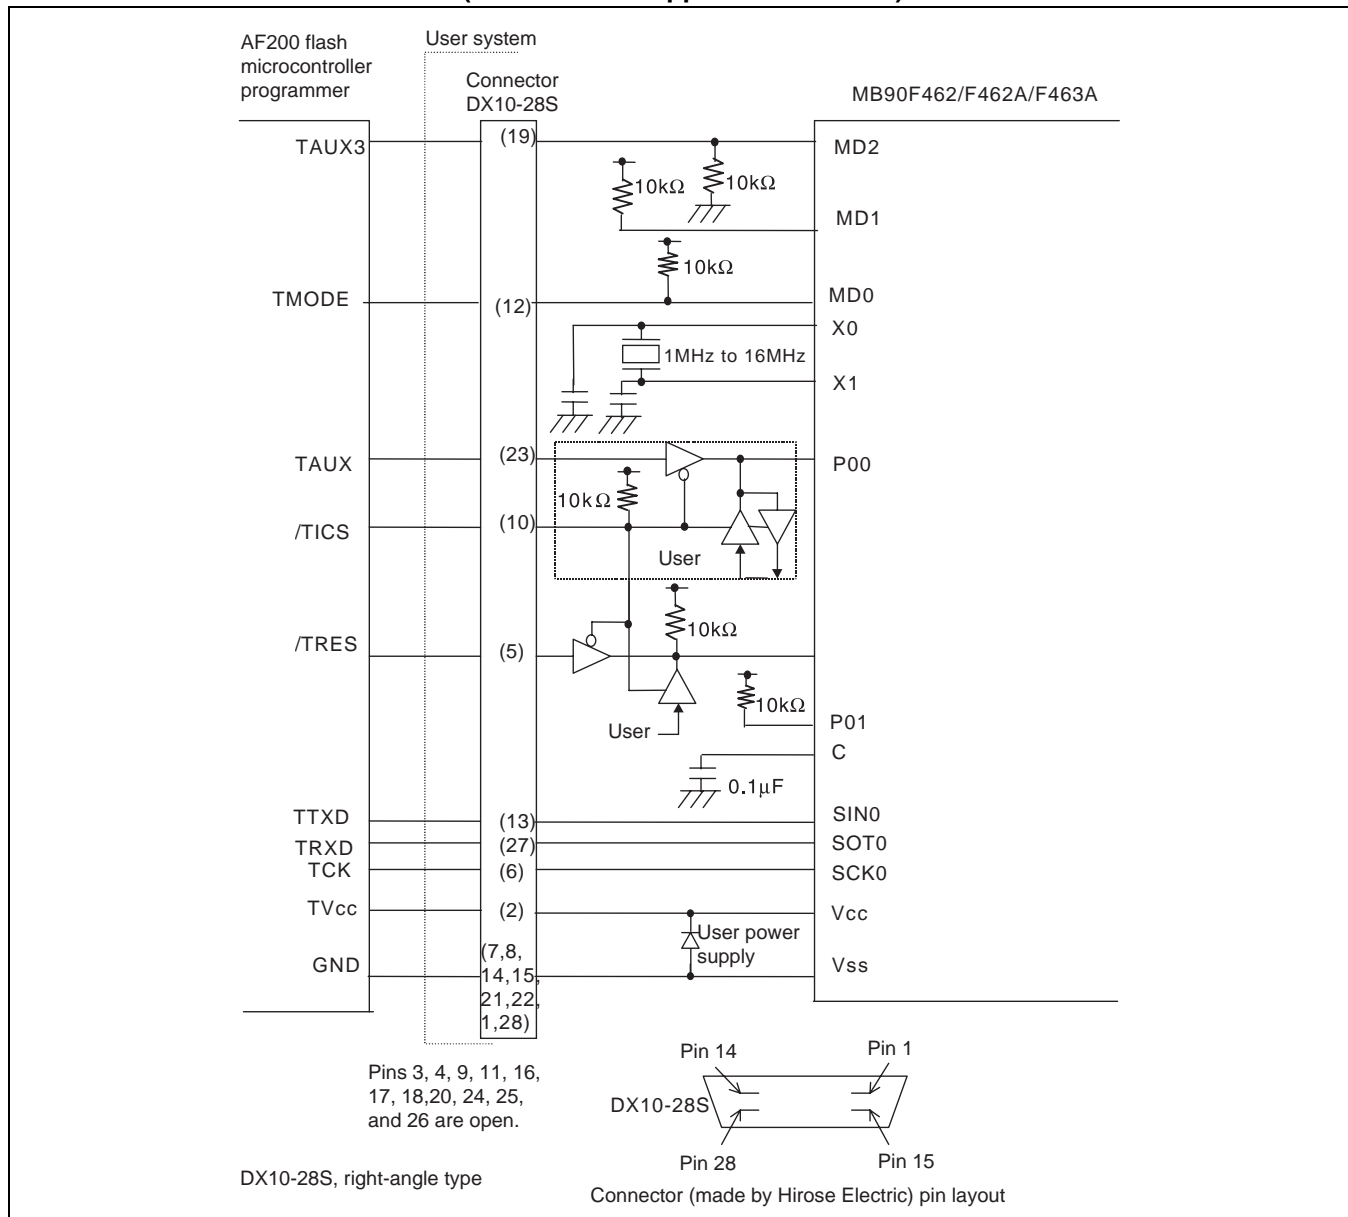 AF200 flash
microcontroller
programmer
User system
Connector
DX10-28S
MB90F462/F462A/F463A
TAUX3
(19)
MD2
10kΩ
10kΩ
MD1
10kΩ
TMODE
(12)
MD0
X0
1MHz to 16MHz
X1
TAUX
(23)
P00
10kΩ
/TICS
(10)
User
10kΩ
/TRES
(5)
10kΩ
User
P01
C
0.1µF
TTXD
(13)
SIN0
TRXD
(27)
SOT0
TCK
(6)
SCK0
TVcc
(2)
Vcc
User power
supply
GND
(7,8,
14,15,
21,22,
1,28)
Vss
Pins 3, 4, 9, 11, 16,
17, 18,20, 24, 25,
and 26 are open.
Pin 14
Pin 1
DX10-28S
Pin 28
Pin 15
DX10-28S, right-angle type
Connector (made by Hirose Electric) pin layout